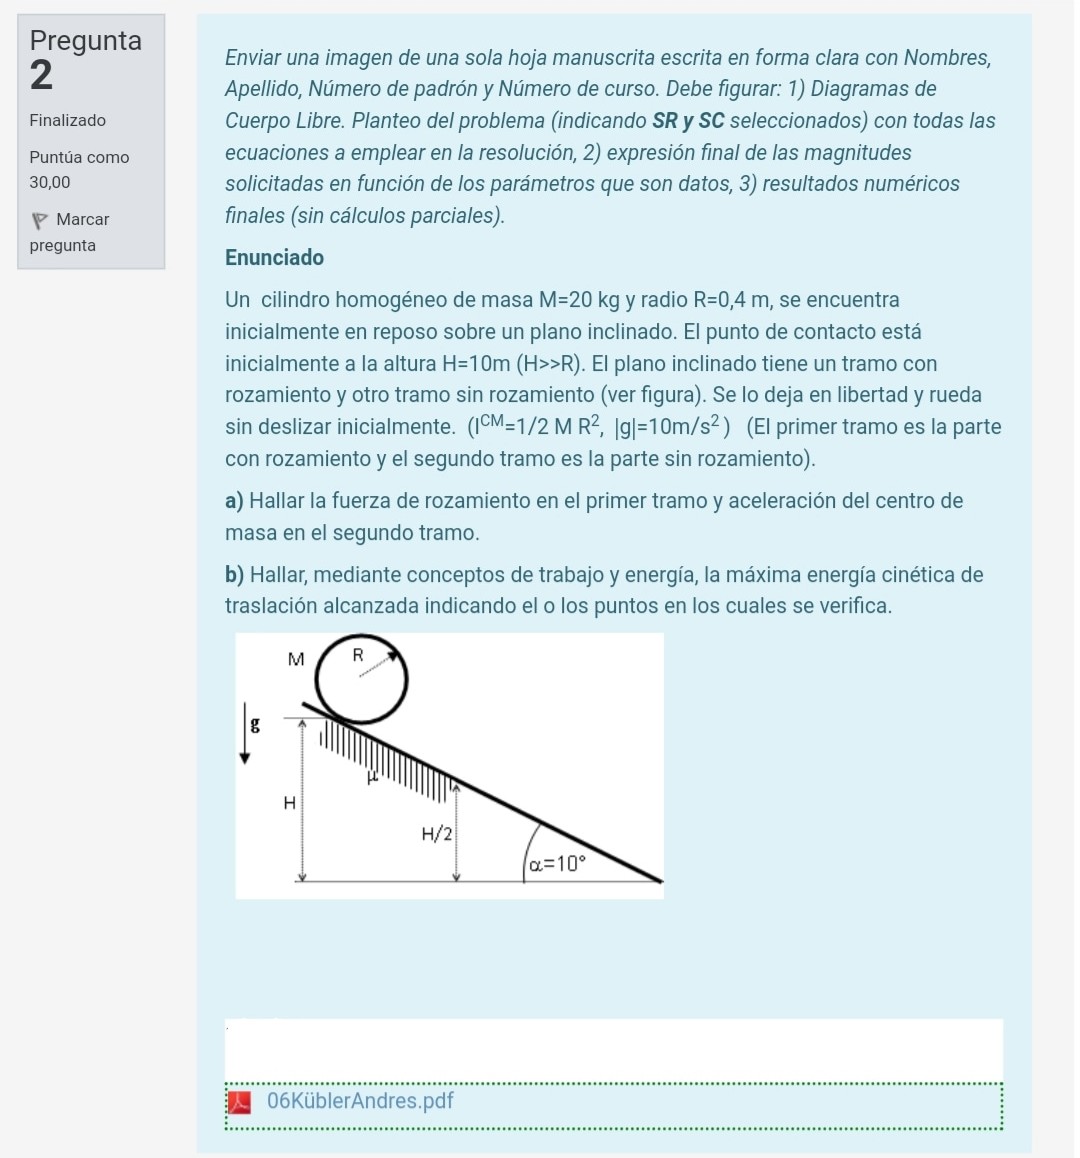 Pregunta
2
Finalizado
Puntúa como
30,00
Marcar
pregunta
Enviar una imagen de una sola hoja manuscrita escrita en forma clara con Nombres,
Apellido, Número de padrón y Número de curso. Debe figurar: 1) Diagramas de
Cuerpo Libre. Planteo del problema (indicando SR y SC seleccionados) con todas las
ecuaciones a emplear en la resolución, 2) expresión final de las magnitudes
solicitadas en función de los parámetros que son datos, 3) resultados numéricos
finales (sin cálculos parciales).
Enunciado
Un cilindro homogéneo de masa M=20 kg y radio R=0,4 m, se encuentra
inicialmente en reposo sobre un plano inclinado. El punto de contacto está
inicialmente a la altura H=10m (H>>R). El plano inclinado tiene un tramo con
rozamiento y otro tramo sin rozamiento (ver figura). Se lo deja en libertad y rueda
sin deslizar inicialmente. (I^CM=1/2 M R², |g|=10m/s² ) (El primer tramo es la parte
con rozamiento y el segundo tramo es la parte sin rozamiento).
a) Hallar la fuerza de rozamiento en el primer tramo y aceleración del centro de
masa en el segundo tramo.
b) Hallar, mediante conceptos de trabajo y energía, la máxima energía cinética de
traslación alcanzada indicando el o los puntos en los cuales se verifica.
M
R
g
μ
H
H/2
α=10°
06KüblerAndres.pdf